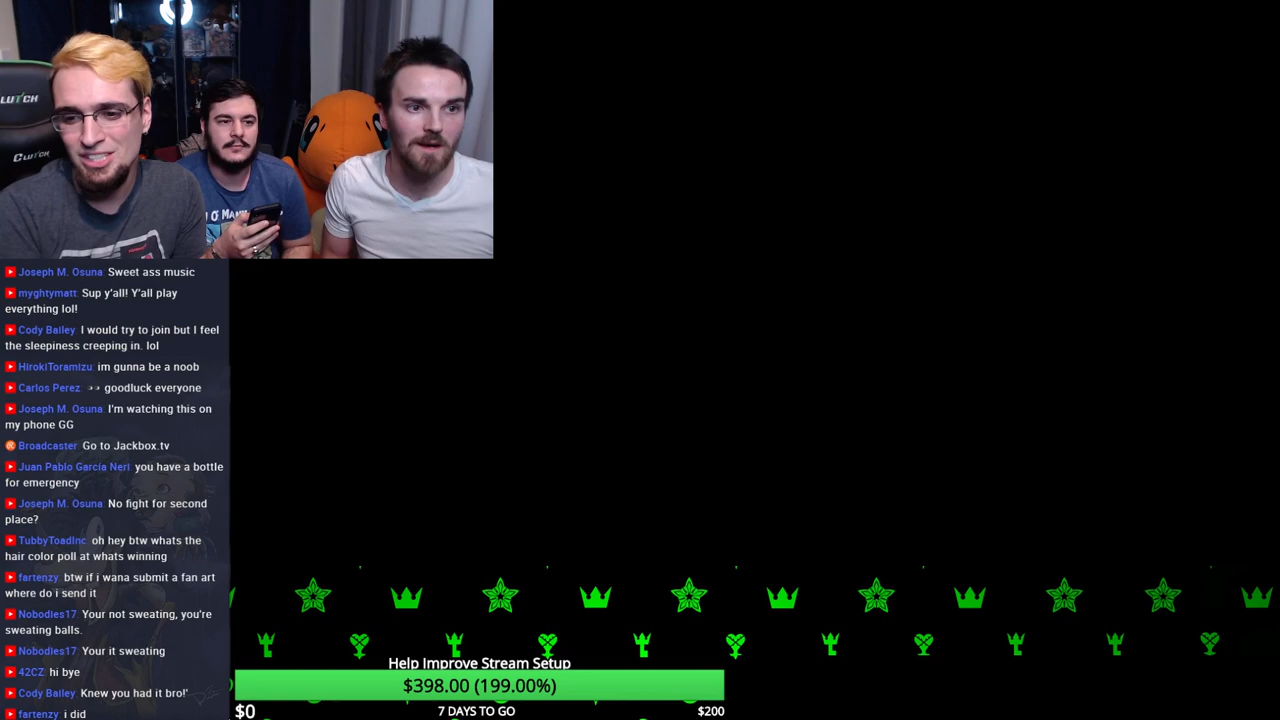 CLUTCH
CLUTCH
Joseph M. Osuna: Sweet ass music
myghtymatt: Sup y'all! Y'all play
everything lol!
Cody Bailey: I would try to join but I feel
the sleepiness creeping in. lol
HirokiToramizu: im gunna be a noob
Carlos Perez: 👀 goodluck everyone
Joseph M. Osuna: I'm watching this on
my phone GG
Broadcaster: Go to Jackbox.tv
Juan Pablo García Neri: you have a bottle
for emergency
Joseph M. Osuna: No fight for second
place?
TubbyToadInc: oh hey btw whats the
hair color poll at whats winning
fartenzy: btw if i wana submit a fan art
where do i send it
Nobodies17: Your not sweating, you're
sweating balls.
Nobodies17: Your it sweating
42CZ: hi bye
Cody Bailey: Knew you had it bro!'
fartenzy: i did
Help Improve Stream Setup
$398.00 (199.00%)
$0
7 DAYS TO GO
$200